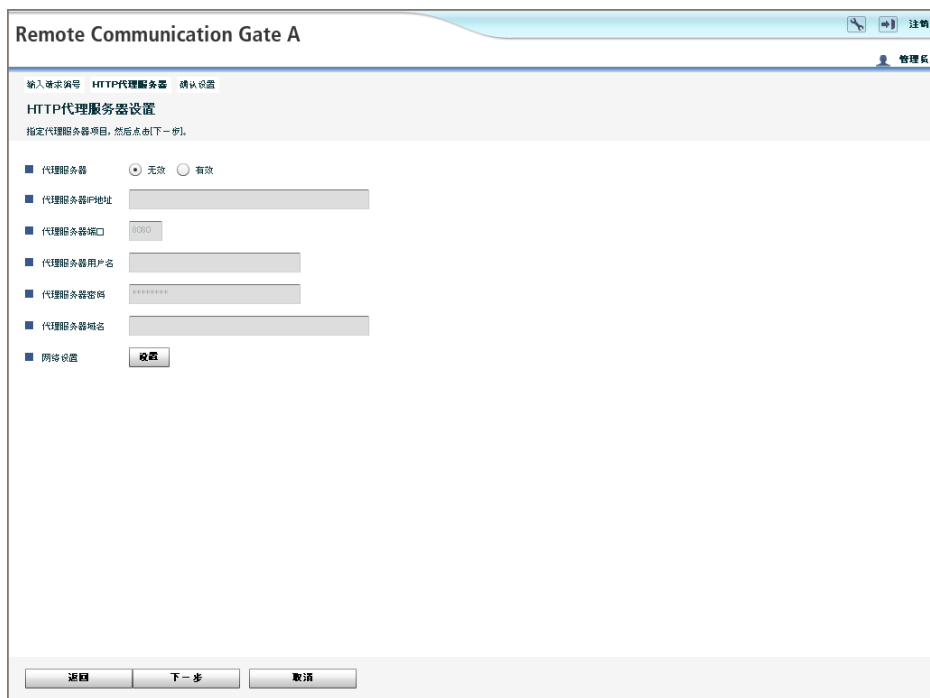 Remote Communication Gate A
注销
管理员
输入请求编号 HTTP代理服务器 确认设置
HTTP代理服务器设置
指定代理服务器项目,然后点击[下一步]。
代理服务器 无效 有效
代理服务器IP地址
代理服务器端口 8080
代理服务器用户名
代理服务器密码 ********
代理服务器域名
网络设置 设置
返回 下一步 取消